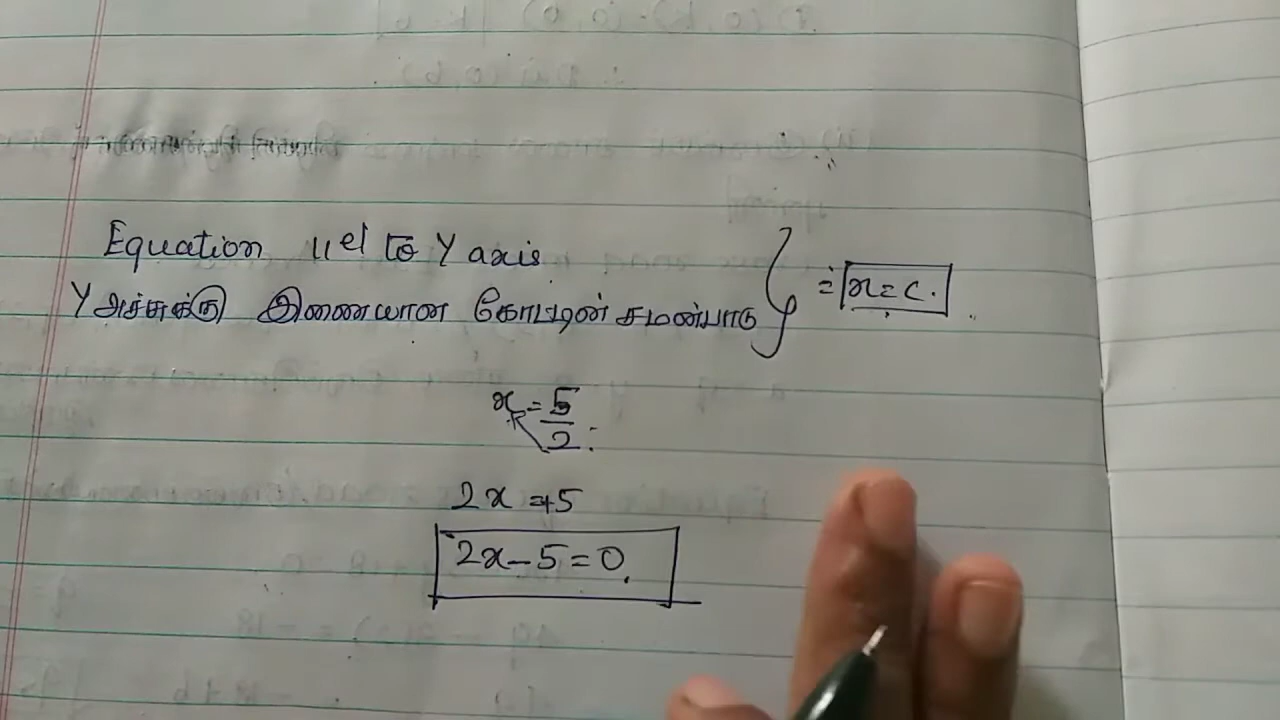 Equation ||el to Y axis
Y அச்சுக்கு இணையான கோட்டின் சமன்பாடு } = x = c.
x = 5/2
2x = +5
2x - 5 = 0.